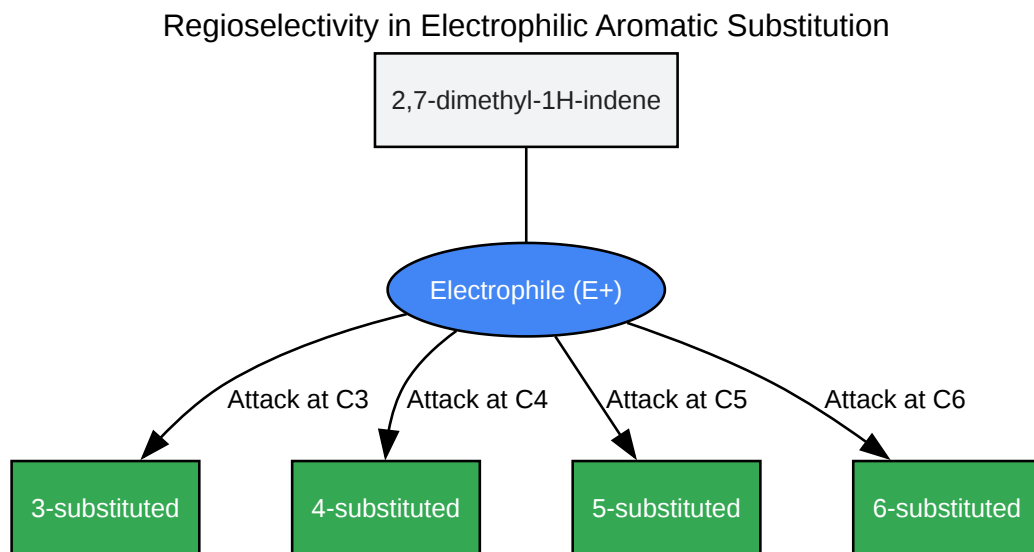 Regioselectivity in Electrophilic Aromatic Substitution
2,7-dimethyl-1H-indene
Electrophile (E+)
Attack at C3
Attack at C4
Attack at C5
Attack at C6
3-substituted
4-substituted
5-substituted
6-substituted